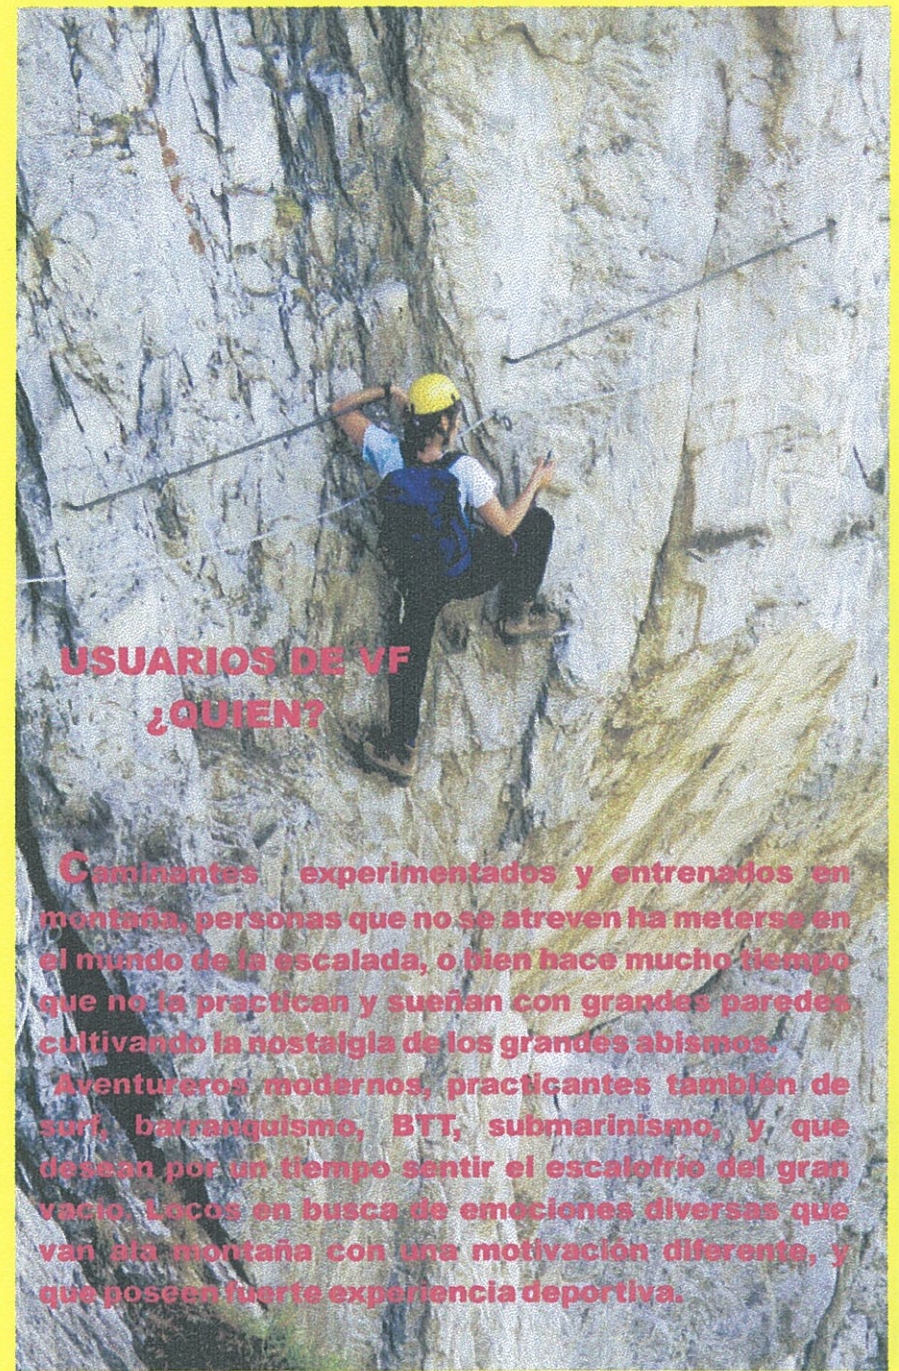 USUARIOS DE VF
¿QUIEN?
Caminantes experimentados y entrenados en
montaña, personas que no se atreven ha meterse en
el mundo de la escalada, o bien hace mucho tiempo
que no la practican y sueñan con grandes paredes
cultivando la nostalgia de los grandes abismos.
Aventureros modernos, practicantes también de
surf, barranquismo, BTT, submarinismo, y que
desean por un tiempo sentir el escalofrío del gran
vacio. Locos en busca de emociones diversas que
van ala montaña con una motivación diferente, y
que poseen fuerte experiencia deportiva.